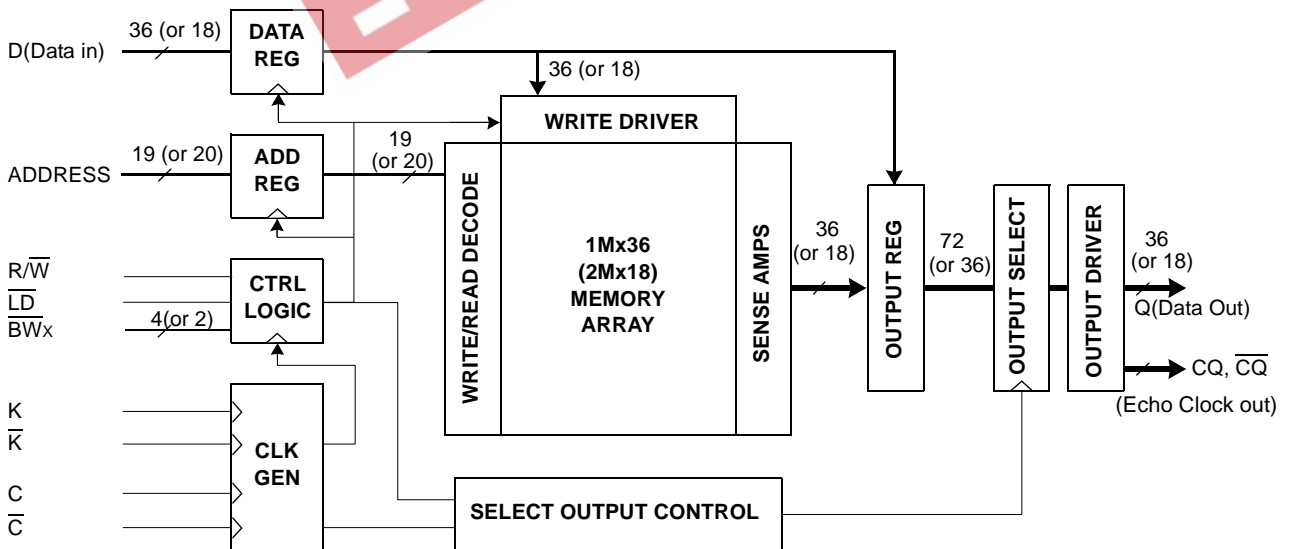 D(Data in)
36 (or 18)
DATA
REG
36 (or 18)
WRITE DRIVER
ADDRESS
19 (or 20)
ADD
REG
19
(or 20)
WRITE/READ DECODE
1Mx36
(2Mx18)
MEMORY
ARRAY
SENSE AMPS
36
(or 18)
OUTPUT REG
72
(or 36)
OUTPUT SELECT
OUTPUT DRIVER
36
(or 18)
Q(Data Out)
CQ, C̅Q̅
(Echo Clock out)
R/W̅
L̅D̅
B̅W̅x
4(or 2)
CTRL
LOGIC
K
K̅
C
C̅
CLK
GEN
SELECT OUTPUT CONTROL